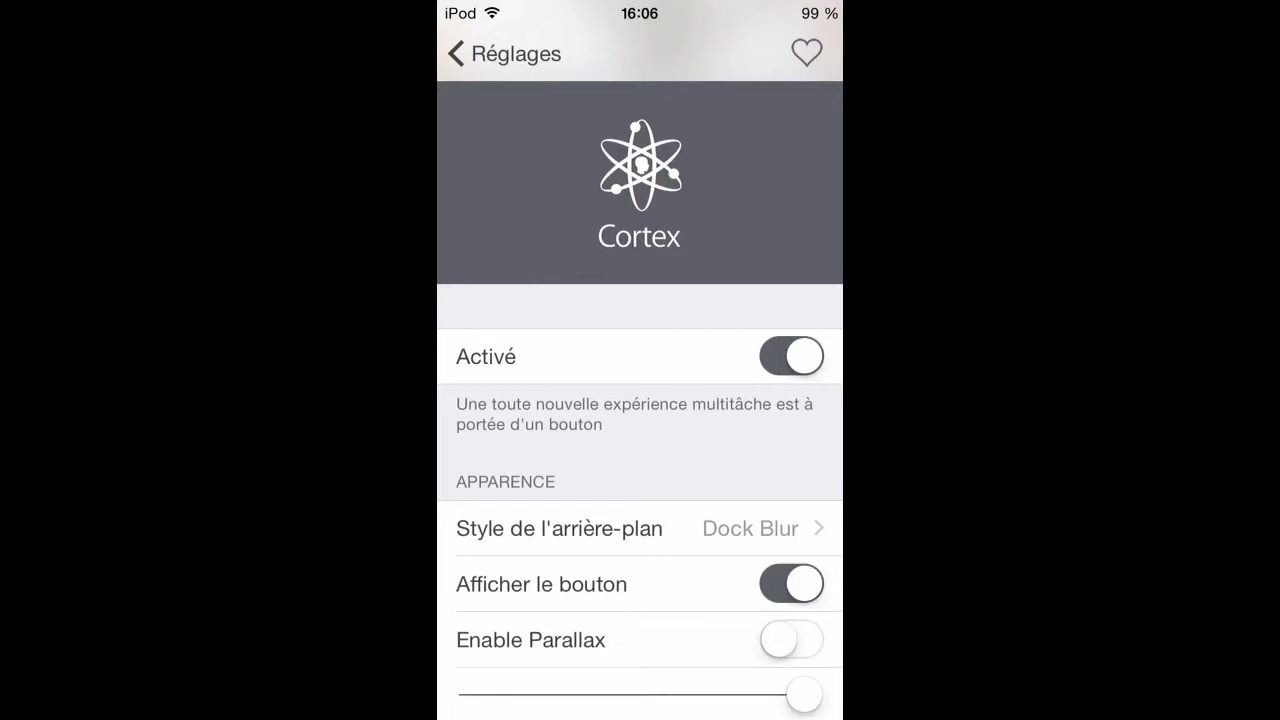 iPod 16:06 99 %
Réglages
Cortex
Activé
Une toute nouvelle expérience multitâche est à
portée d'un bouton
APPARENCE
Style de l'arrière-plan Dock Blur
Afficher le bouton
Enable Parallax